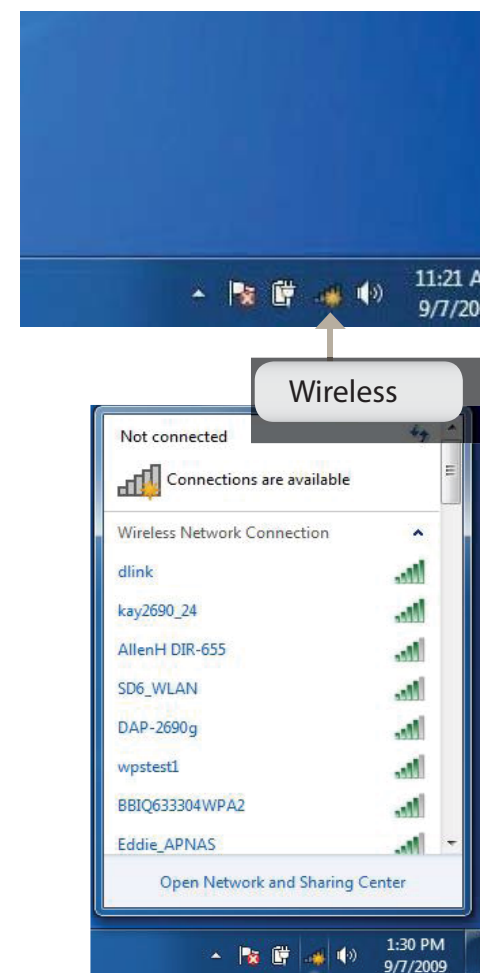 11:21 A
9/7/20
Wireless
Not connected
Connections are available
Wireless Network Connection
dlink
kay2690_24
AllenH DIR-655
SD6_WLAN
DAP-2690g
wpstest1
BBIQ633304WPA2
Eddie_APNAS
Open Network and Sharing Center
1:30 PM
9/7/2009